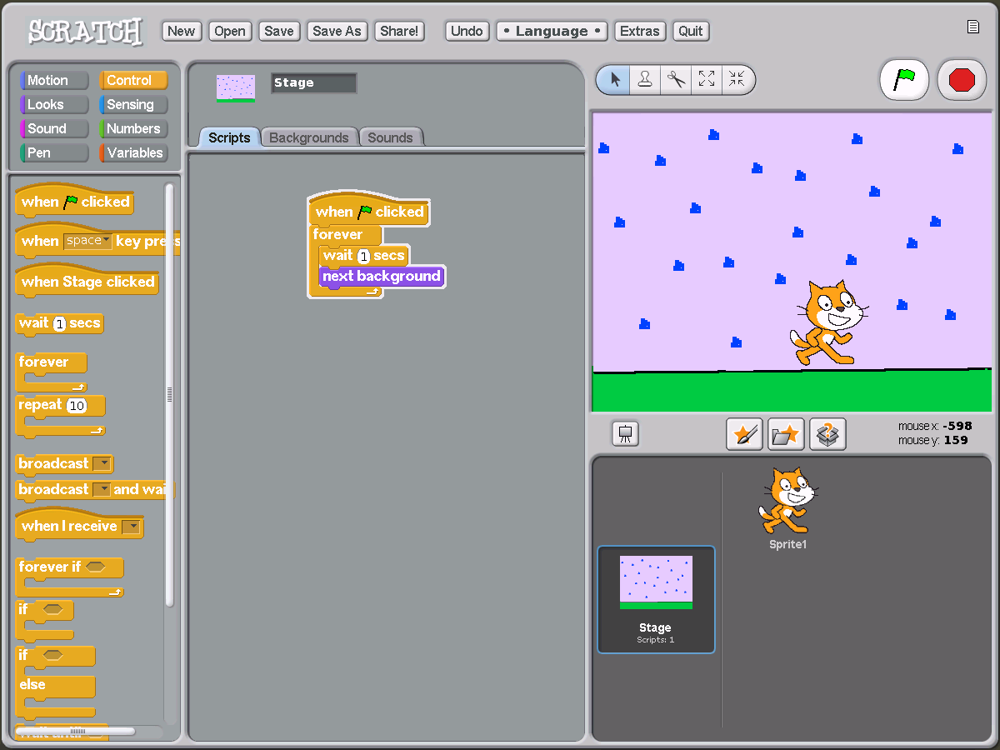 SCRATCH
New Open Save Save As Share! Undo • Language • Extras Quit
Motion Control
Looks Sensing
Sound Numbers
Pen Variables
when clicked
when space key pres
when Stage clicked
wait 1 secs
forever
repeat 10
broadcast
broadcast and wai
when I receive
forever if
if
if
else
wait until
Stage
Scripts Backgrounds Sounds
when clicked
forever
wait 1 secs
next background
mouse x: -598
mouse y: 159
Sprite1
Stage
Scripts: 1